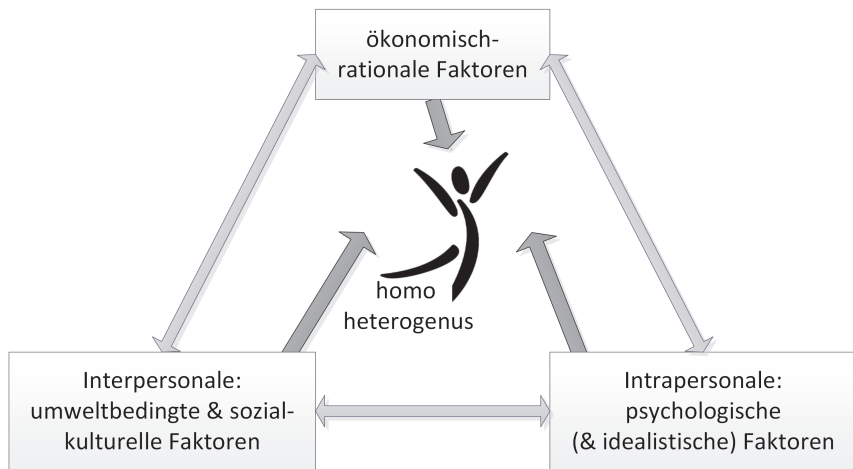 ökonomisch-
rationale Faktoren
homo
heterogenus
Interpersonale:
umweltbedingte & sozial-
kulturelle Faktoren
Intrapersonale:
psychologische
(& idealistische) Faktoren